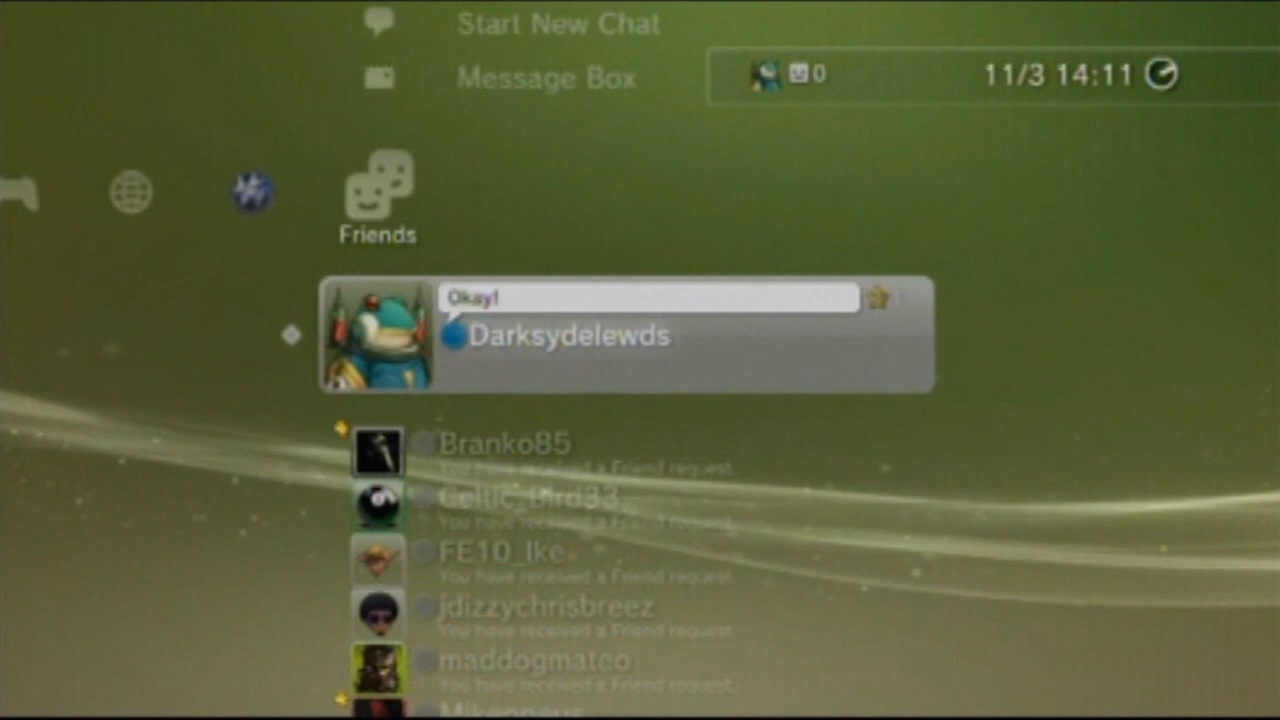 Start New Chat
Message Box
0
11/3 14:11
Friends
Okay!
Darksydelewds
Branko85
You have received a Friend request.
Celtic_Bird33
You have received a Friend request.
FE10_Ike
You have received a Friend request.
jdizzychrisbreez
You have received a Friend request.
maddogmateo
You have received a Friend request.